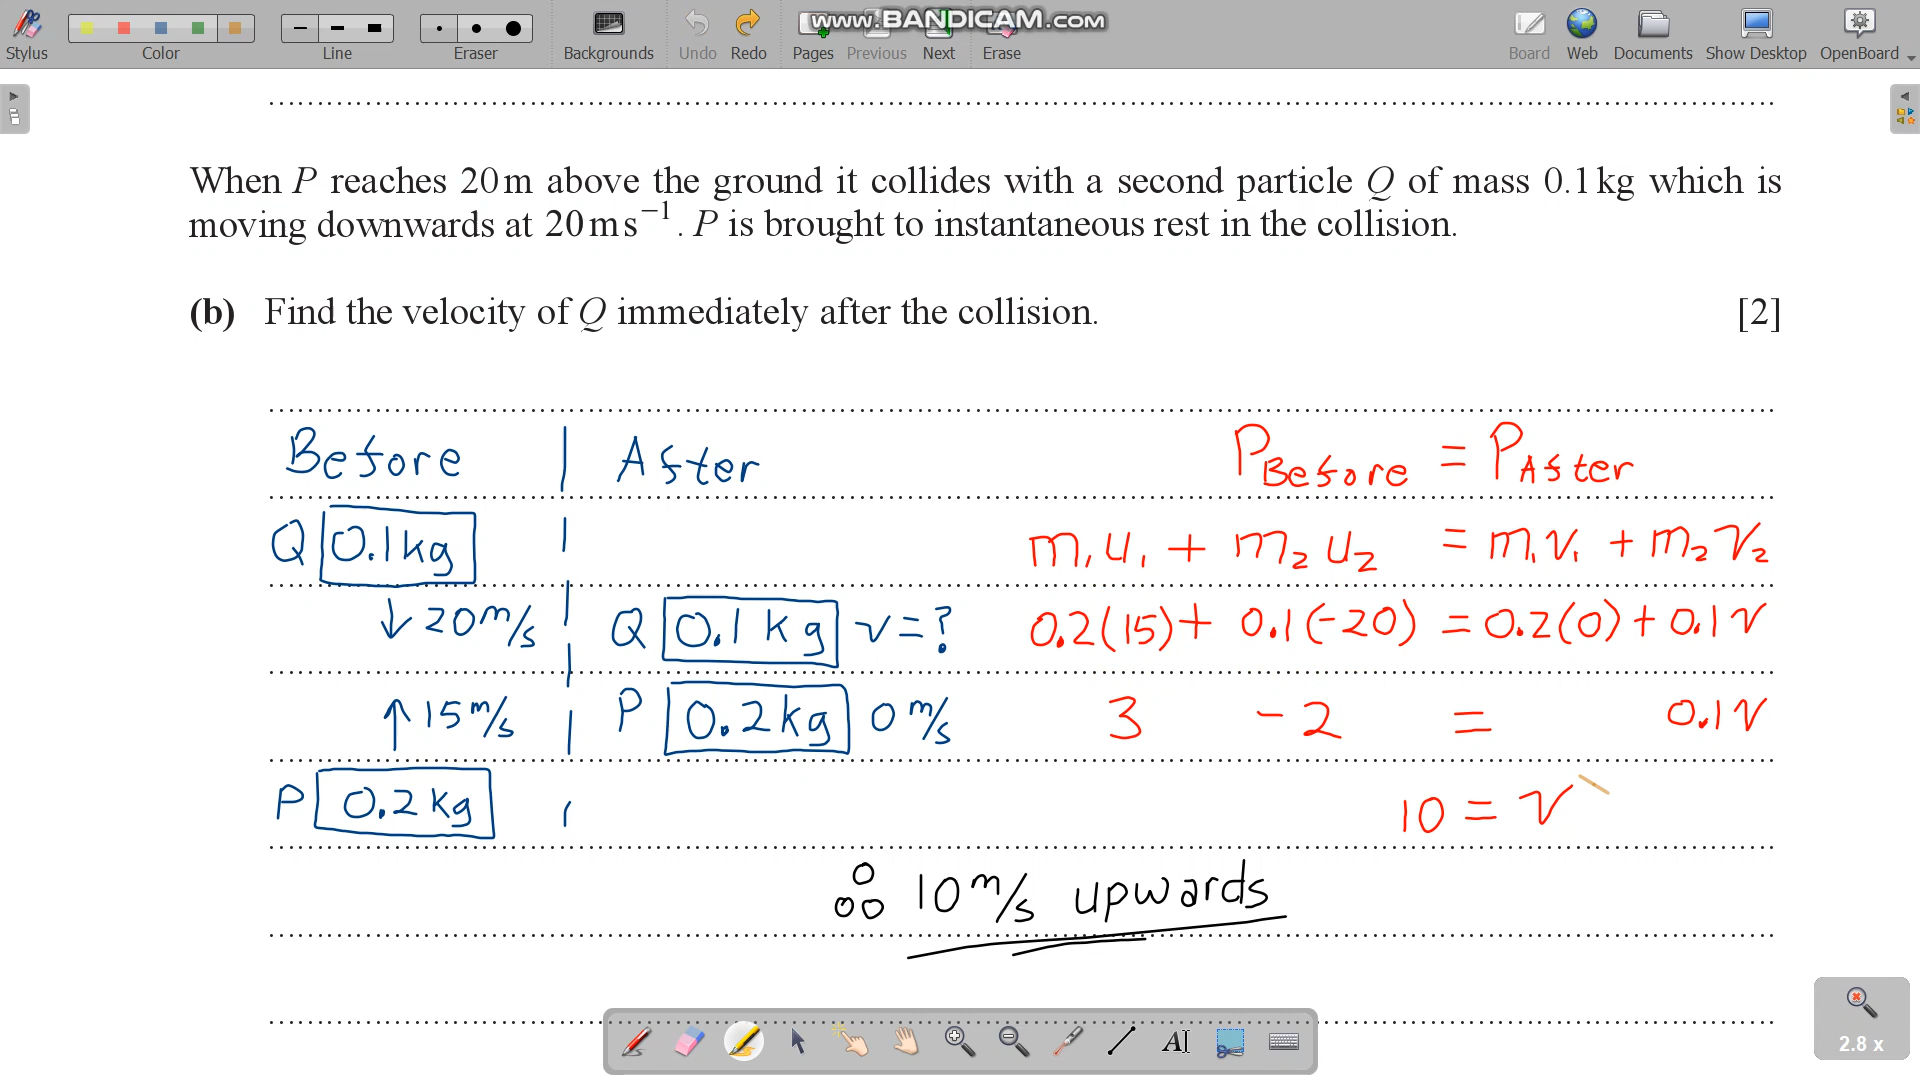 www.BANDICAM.com
Stylus Color Line Eraser Backgrounds Undo Redo Pages Previous Next Erase Board Web Documents Show Desktop OpenBoard
When P reaches 20 m above the ground it collides with a second particle Q of mass 0.1 kg which is
moving downwards at 20 m s⁻¹. P is brought to instantaneous rest in the collision.
(b) Find the velocity of Q immediately after the collision. [2]
Before | After
P_Before = P_After
Q 0.1kg
m₁u₁ + m₂u₂ = m₁v₁ + m₂v₂
↓ 20 m/s Q 0.1 kg v = ?
0.2(15) + 0.1(-20) = 0.2(0) + 0.1v
↑ 15 m/s P 0.2kg 0 m/s
3 - 2 = 0.1v
P 0.2kg
10 = v
∴ 10 m/s upwards
AI
2.8 x